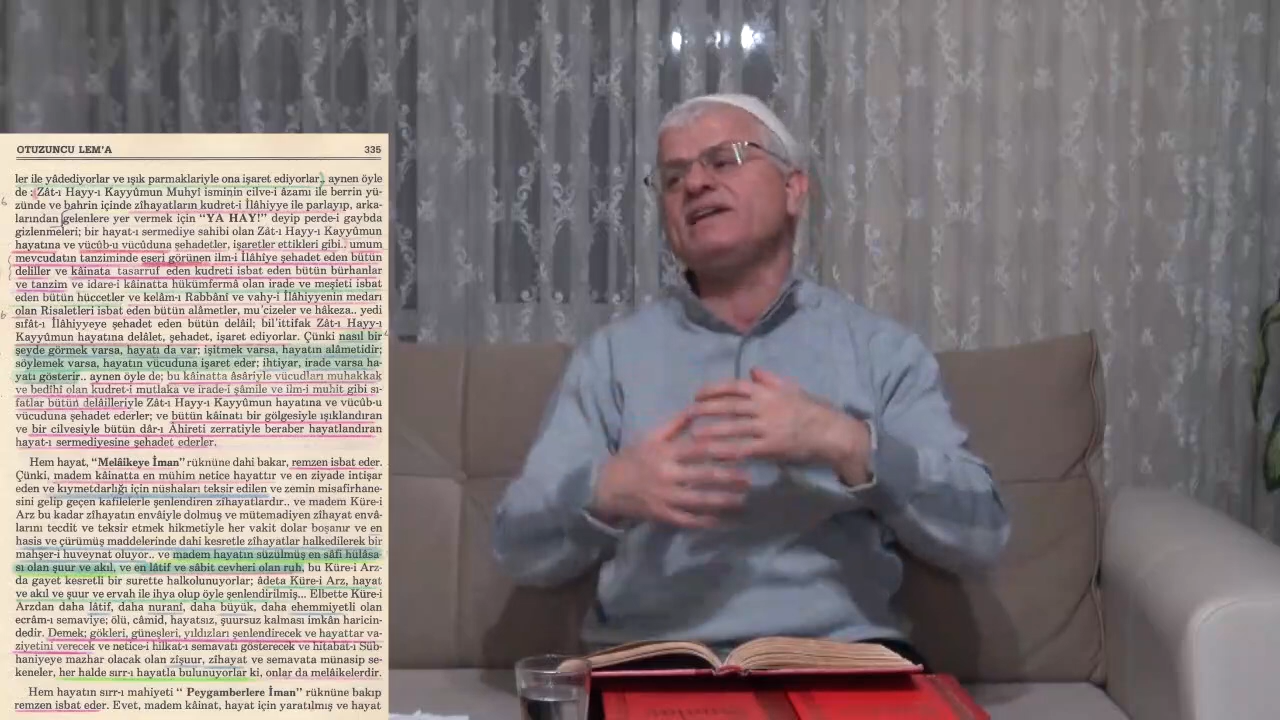 OTUZUNCU LEM'A 335
ler ile yâdediyorlar ve ışık parmaklariyle ona işaret ediyorlar, aynen öyle
de : Zât-ı Hayy-ı Kayyûmun Muhyî isminin cilve-i âzamı ile berrin yü-
zünde ve bahrin içinde zîhayatların kudret-i İlâhiyye ile parlayıp, arka-
larından gelenlere yer vermek için "YA HAY!" deyip perde-i gaybda
gizlenmeleri; bir hayat-ı sermediye sahibi olan Zât-ı Hayy-ı Kayyûmun
hayatına ve vücûb-u vücûduna şehadetler, işaretler ettikleri gibi. umum
mevcudatın tanziminde eseri görünen ilm-i İlâhîye şehadet eden bütün
deliller ve kâinata tasarruf eden kudreti isbat eden bütün bürhanlar
ve tanzim ve idare-i kâinatta hükümfermâ olan irade ve meşieti isbat
eden bütün hüccetler ve kelâm-ı Rabbânî ve vahy-i İlâhiyyenin medarı
olan Risaletleri isbat eden bütün alâmetler, mu'cizeler ve hâkeza.. yedi
sıfât-ı İlâhiyyeye şehadet eden bütün delâil; bil'ittifak Zât-ı Hayy-ı
Kayyûmun hayatına delâlet, şehadet, işaret ediyorlar. Çünki nasıl bir
şeyde görmek varsa, hayatı da var; işitmek varsa, hayatın alâmetidir;
söylemek varsa, hayatın vücuduna işaret eder; ihtiyar, irade varsa ha-
yatı gösterir.. aynen öyle de; bu kâinatta âsâriyle vücudları muhakkak
ve bedîhî olan kudret-i mutlaka ve irade-i şâmile ve ilm-i muhit gibi sı-
fatlar bütün delâilleriyle Zât-ı Hayy-ı Kayyûmun hayatına ve vücûb-u
vücuduna şehadet ederler; ve bütün kâinatı bir gölgesiyle ışıklandıran
ve bir cilvesiyle bütün dâr-ı Âhireti zerratiyle beraber hayatlandıran
hayat-ı sermediyesine şehadet ederler.
Hem hayat, "Melâikeye İman" rüknüne dahi bakar, remzen isbat eder.
Çünki, madem kâinatta en mühim netice hayattır ve en ziyade intişar
eden ve kıymetdarlığı için nüshaları teksir edilen ve zemin misafirhane-
sini gelip geçen kafilelerle şenlendiren zîhayatlardır.. ve madem Küre-i
Arz bu kadar zîhayatın envâiyle dolmuş ve mütemadiyen zîhayat envâ-
larını tecdit ve teksir etmek hikmetiyle her vakit dolar boşanır ve en
hasis ve çürümüş maddelerinde dahi kesretle zîhayatlar halkedilerek bir
mahşer-i huveynat oluyor.. ve madem hayatın süzülmüş en sâfi hülâsa-
sı olan şuur ve akıl, ve en lâtif ve sâbit cevheri olan ruh, bu Küre-i Arz-
da gayet kesretli bir surette halkolunuyorlar; âdeta Küre-i Arz, hayat
ve akıl ve şuur ve ervah ile ihya olup öyle şenlendirilmiş... Elbette Küre-i
Arzdan daha lâtif, daha nuranî, daha büyük, daha ehemmiyetli olan
ecrâm-ı semaviye; ölü, câmid, hayatsız, şuursuz kalması imkân haricin-
dedir. Demek; gökleri, güneşleri, yıldızları şenlendirecek ve hayattar va-
ziyetini verecek ve netice-i hilkat-ı semavatı gösterecek ve hitabat-ı Süb-
haniyeye mazhar olacak olan zîşuur, zîhayat ve semavata münasip se-
keneler, her halde sırr-ı hayatla bulunuyorlar ki, onlar da melâikelerdir.
Hem hayatın sırr-ı mahiyeti " Peygamberlere İman" rüknüne bakıp
remzen isbat eder. Evet, madem kâinat, hayat için yaratılmış ve hayat